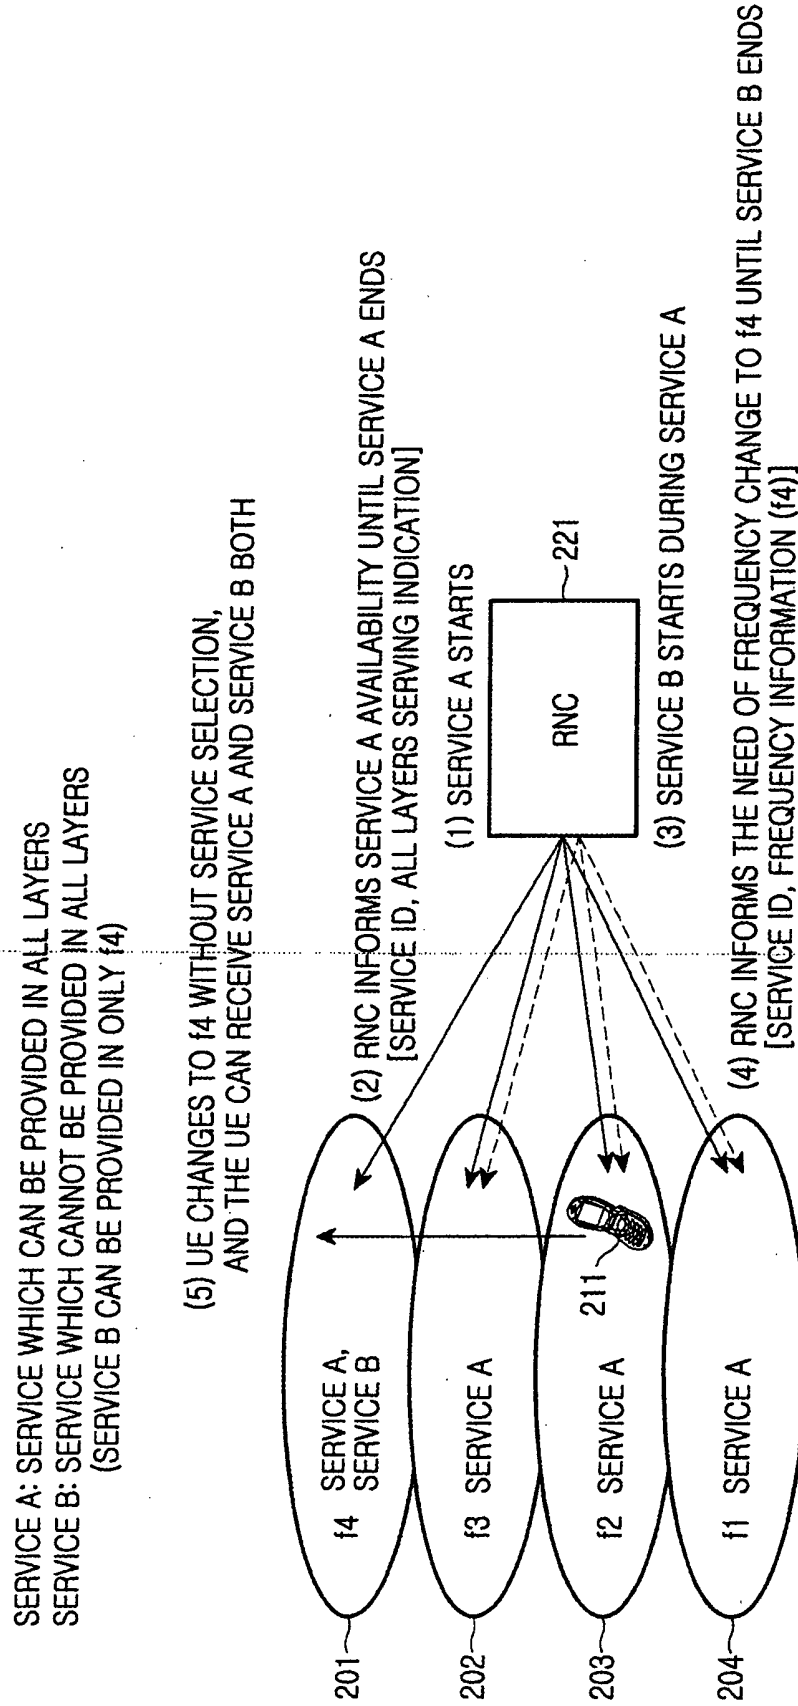 SERVICE A: SERVICE WHICH CAN BE PROVIDED IN ALL LAYERS
SERVICE B: SERVICE WHICH CANNOT BE PROVIDED IN ALL LAYERS
(SERVICE B CAN BE PROVIDED IN ONLY f4)
(5) UE CHANGES TO f4 WITHOUT SERVICE SELECTION,
AND THE UE CAN RECEIVE SERVICE A AND SERVICE B BOTH
(2) RNC INFORMS SERVICE A AVAILABILITY UNTIL SERVICE A ENDS
[SERVICE ID, ALL LAYERS SERVING INDICATION]
(1) SERVICE A STARTS
RNC
221
(3) SERVICE B STARTS DURING SERVICE A
(4) RNC INFORMS THE NEED OF FREQUENCY CHANGE TO f4 UNTIL SERVICE B ENDS
[SERVICE ID, FREQUENCY INFORMATION (f4)]
201
f4 SERVICE A,
SERVICE B
202
f3 SERVICE A
203
f2 SERVICE A
211
204
f1 SERVICE A